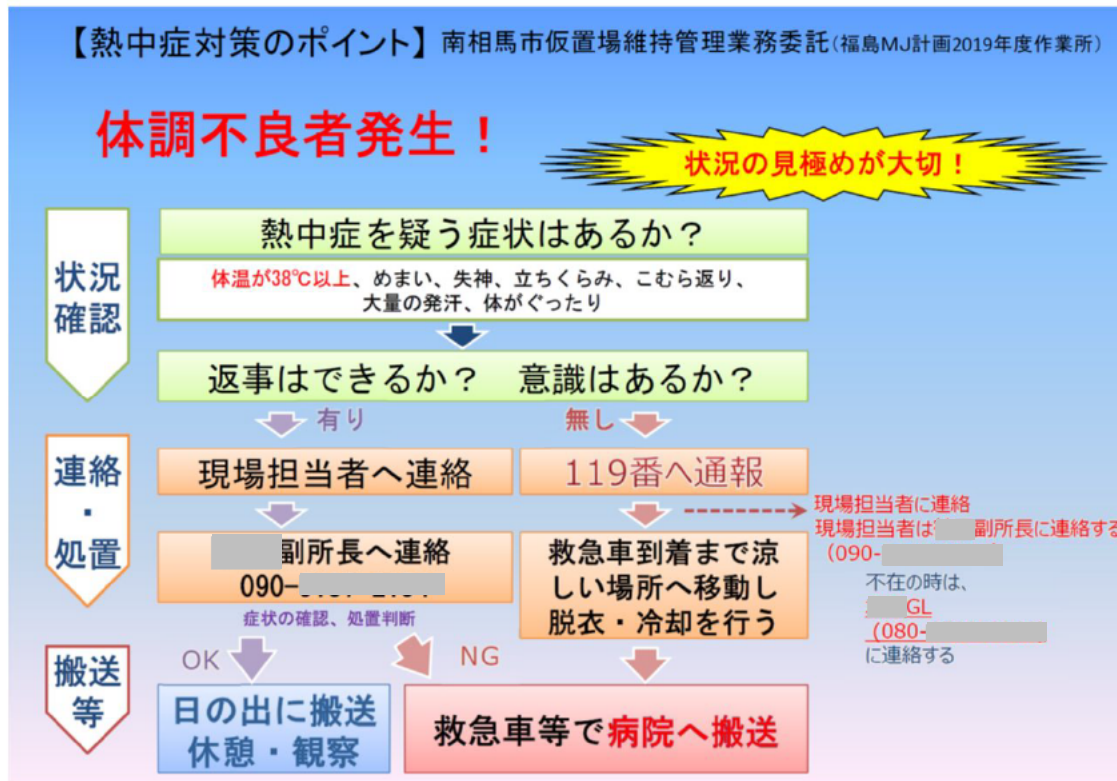 【熱中症対策のポイント】 南相馬市仮置場維持管理業務委託(福島MJ計画2019年度作業所)
体調不良者発生！
状況の見極めが大切！
状況
確認
熱中症を疑う症状はあるか？
体温が38℃以上、めまい、失神、立ちくらみ、こむら返り、
大量の発汗、体がぐったり
返事はできるか？ 意識はあるか？
有り
無し
連絡
・
処置
現場担当者へ連絡
119番へ通報
副所長へ連絡
090-
症状の確認、処置判断
救急車到着まで涼
しい場所へ移動し
脱衣・冷却を行う
現場担当者に連絡
現場担当者は 副所長に連絡する
（090-
不在の時は、
GL
（080-
に連絡する
OK
NG
搬送
等
日の出に搬送
休憩・観察
救急車等で病院へ搬送